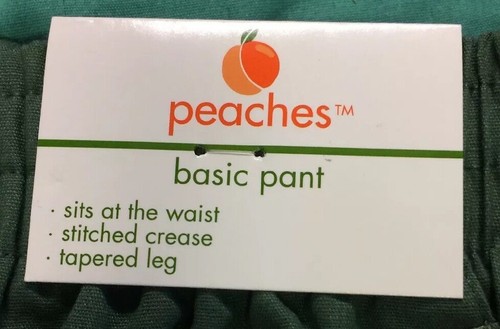 peaches™
basic pant
· sits at the waist
· stitched crease
· tapered leg